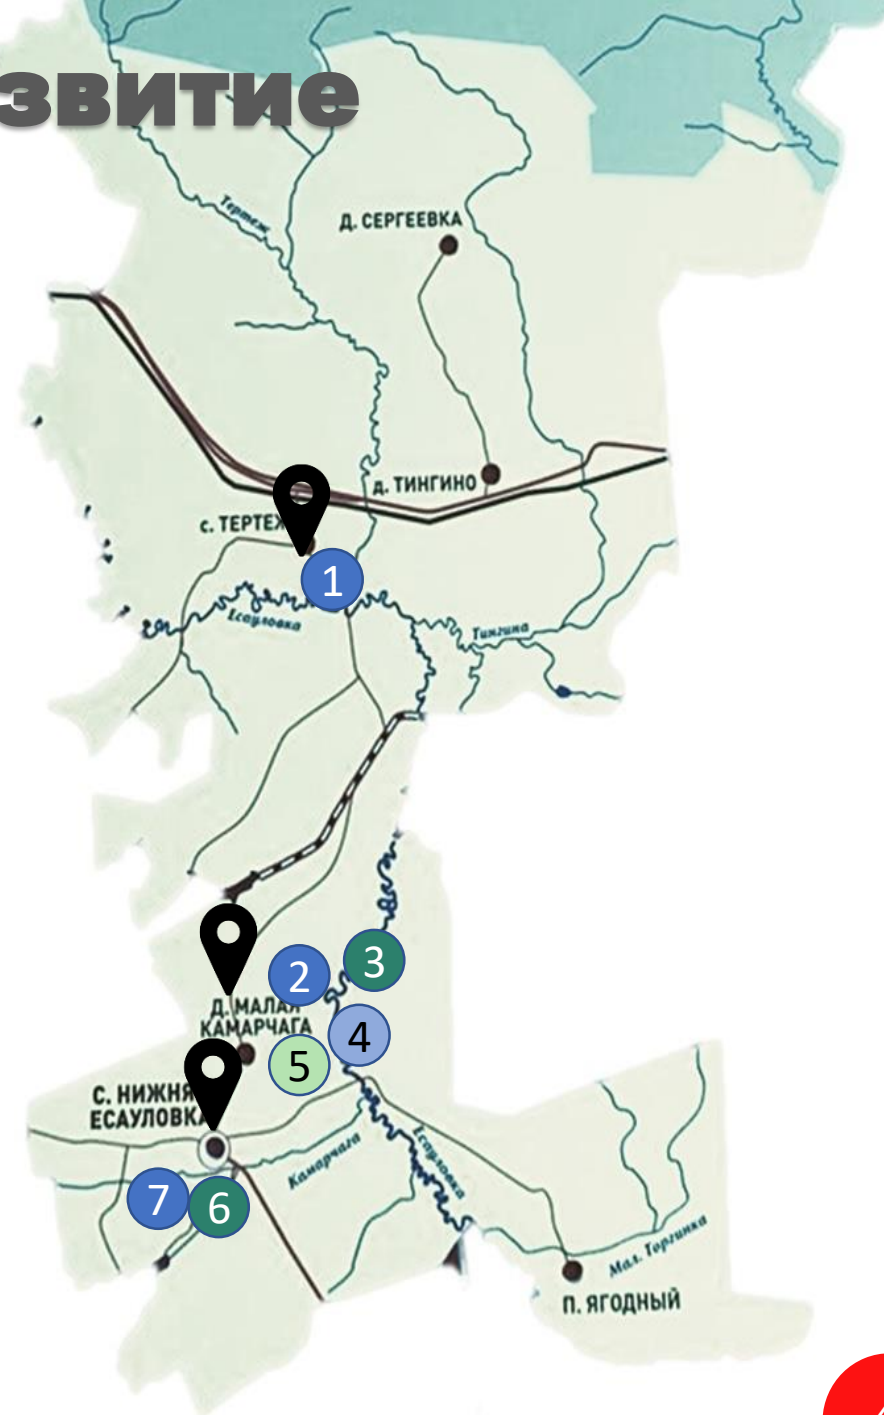 звитие
Тертеж
Д. СЕРГЕЕВКА
д. ТИНГИНО
с. ТЕРТЕЖ
1
Есауловка
Тингина
2
3
Д. МАЛАЯ
КАМАРЧАГА
4
5
С. НИЖНЯ
ЕСАУЛОВКА
Камарчага
Есауловка
7
6
Мал. Торгинка
П. ЯГОДНЫЙ